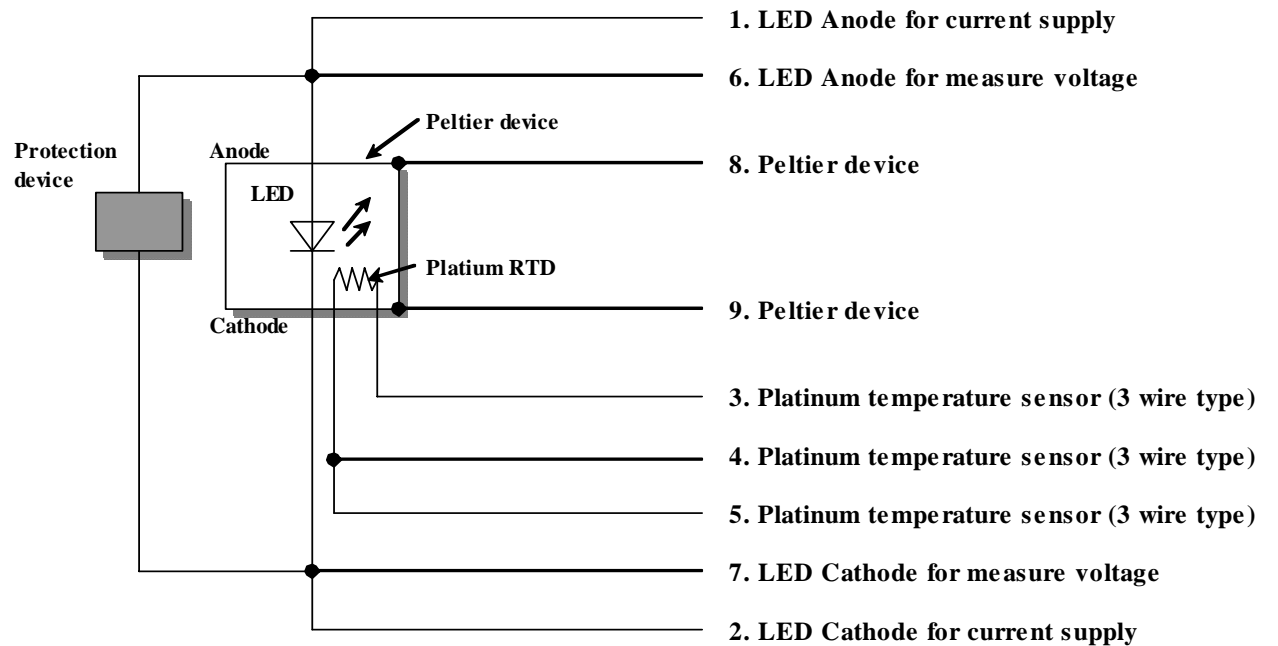 1. LED Anode for current supply
6. LED Anode for measure voltage
Peltier device
Protection
device
Anode
8. Peltier device
LED
Platium RTD
9. Peltier device
Cathode
3. Platinum temperature sensor (3 wire type)
4. Platinum temperature sensor (3 wire type)
5. Platinum temperature sensor (3 wire type)
7. LED Cathode for measure voltage
2. LED Cathode for current supply